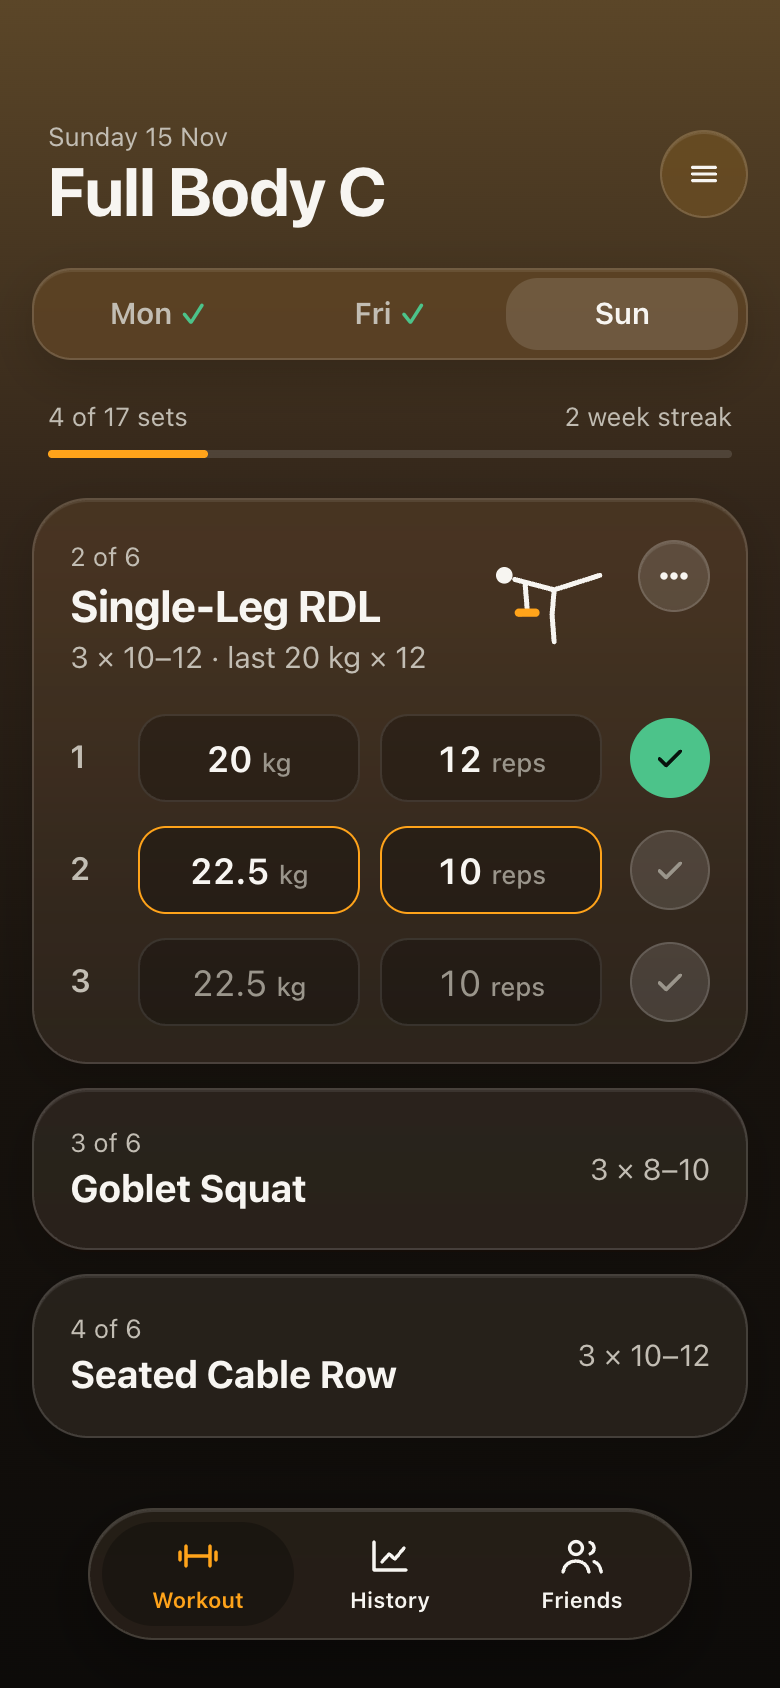 Sunday 15 Nov
Full Body C
Mon Fri Sun
4 of 17 sets 2 week streak
2 of 6
Single-Leg RDL
3 × 10–12 · last 20 kg × 12
1 20 kg 12 reps
2 22.5 kg 10 reps
3 22.5 kg 10 reps
3 of 6
Goblet Squat
3 × 8–10
4 of 6
Seated Cable Row
3 × 10–12
Workout History Friends